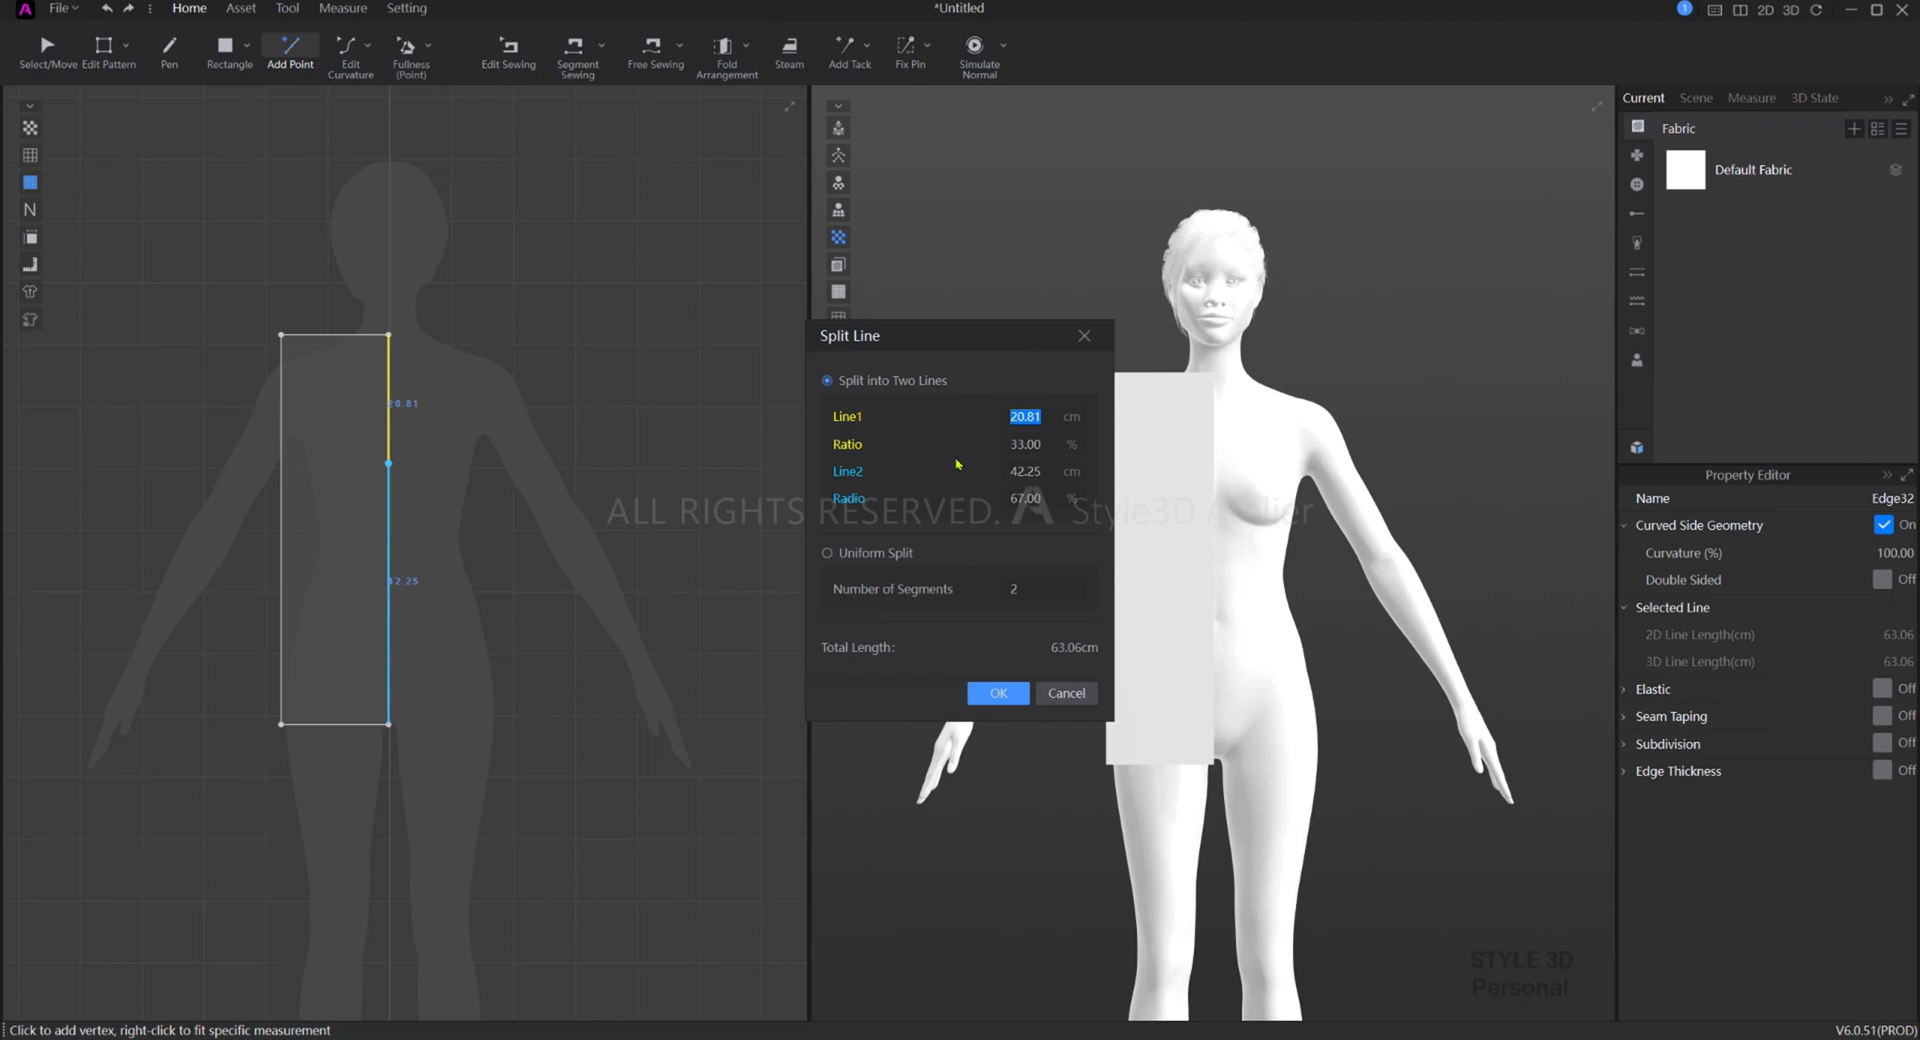 File
Home
Asset
Tool
Measure
Setting
*Untitled
1
2D
3D
Select/Move
Edit Pattern
Pen
Rectangle
Add Point
Edit Curvature
Fullness (Point)
Edit Sewing
Segment Sewing
Free Sewing
Fold Arrangement
Steam
Add Tack
Fix Pin
Simulate Normal
20.81
Split Line
Split into Two Lines
Line1 20.81 cm
Ratio 33.00 %
Line2 42.25 cm
Radio 67.00 %
Uniform Split
Number of Segments 2
Total Length: 63.06cm
OK
Cancel
ALL RIGHTS RESERVED. Style3D Atelier
STYLE 3D
Personal
Current
Scene
Measure
3D State
Fabric
Default Fabric
Property Editor
Name Edge32
Curved Side Geometry On
Curvature (%) 100.00
Double Sided Off
Selected Line
2D Line Length(cm) 63.06
3D Line Length(cm) 63.06
Elastic Off
Seam Taping Off
Subdivision Off
Edge Thickness Off
Click to add vertex, right-click to fit specific measurement
V6.0.51(PROD)